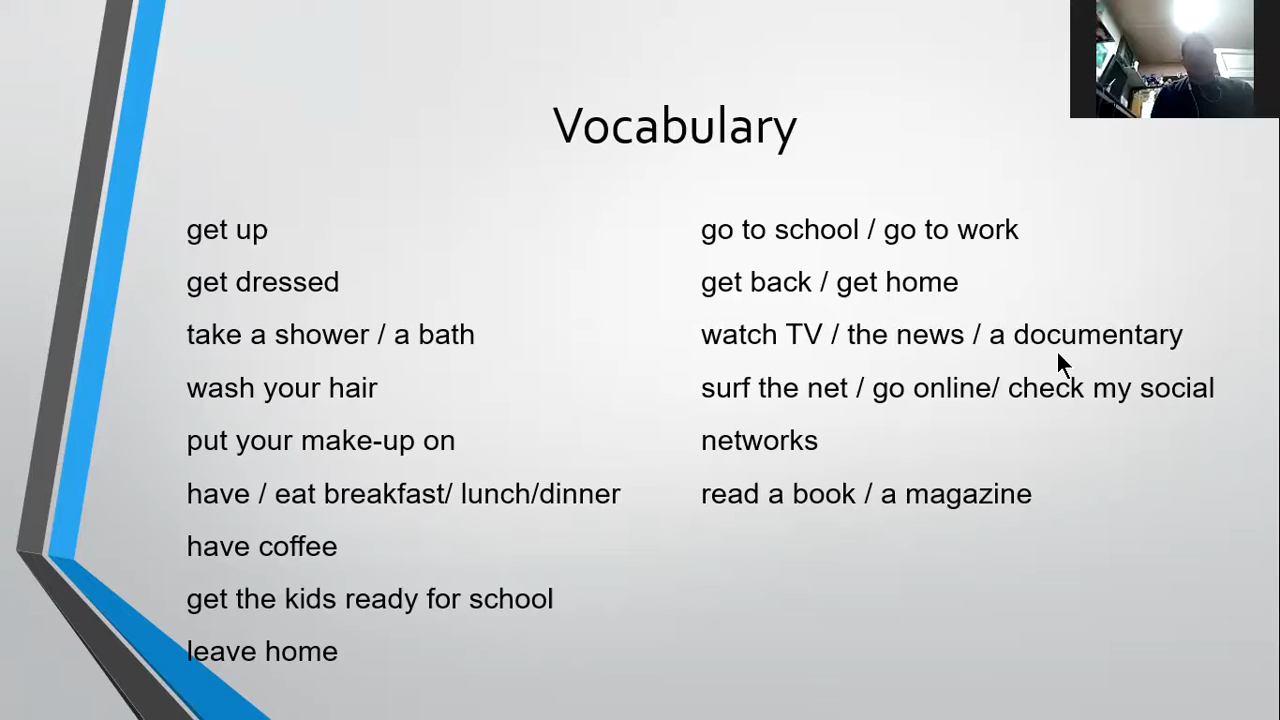 Vocabulary
get up
get dressed
take a shower / a bath
wash your hair
put your make-up on
have / eat breakfast/ lunch/dinner
have coffee
get the kids ready for school
leave home
go to school / go to work
get back / get home
watch TV / the news / a documentary
surf the net / go online/ check my social
networks
read a book / a magazine